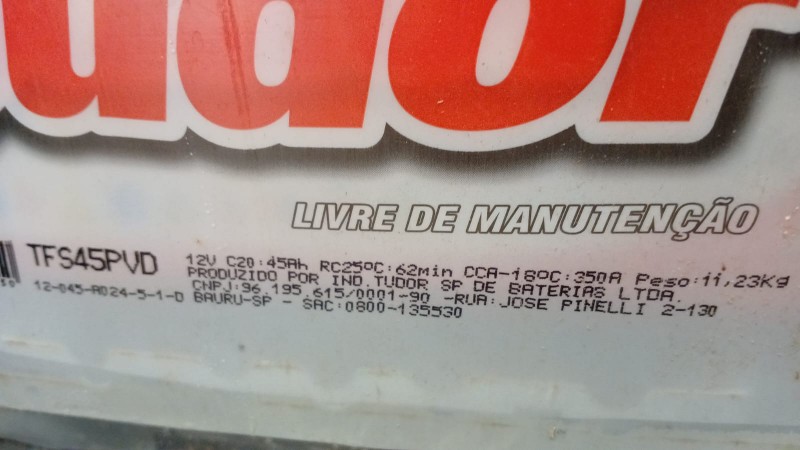 udor
LIVRE DE MANUTENÇÃO
TFS45PVD
12V C20:45Ah RC25ºC:62min CCA-18ºC:350A Peso:11,23Kg
PRODUZIDO POR IND.TUDOR SP DE BATERIAS LTDA.
CNPJ:96.195.615/0001-90 -RUA:JOSE PINELLI 2-130
12-045-A024-5-1-D BAURU-SP - SAC:0800-135530